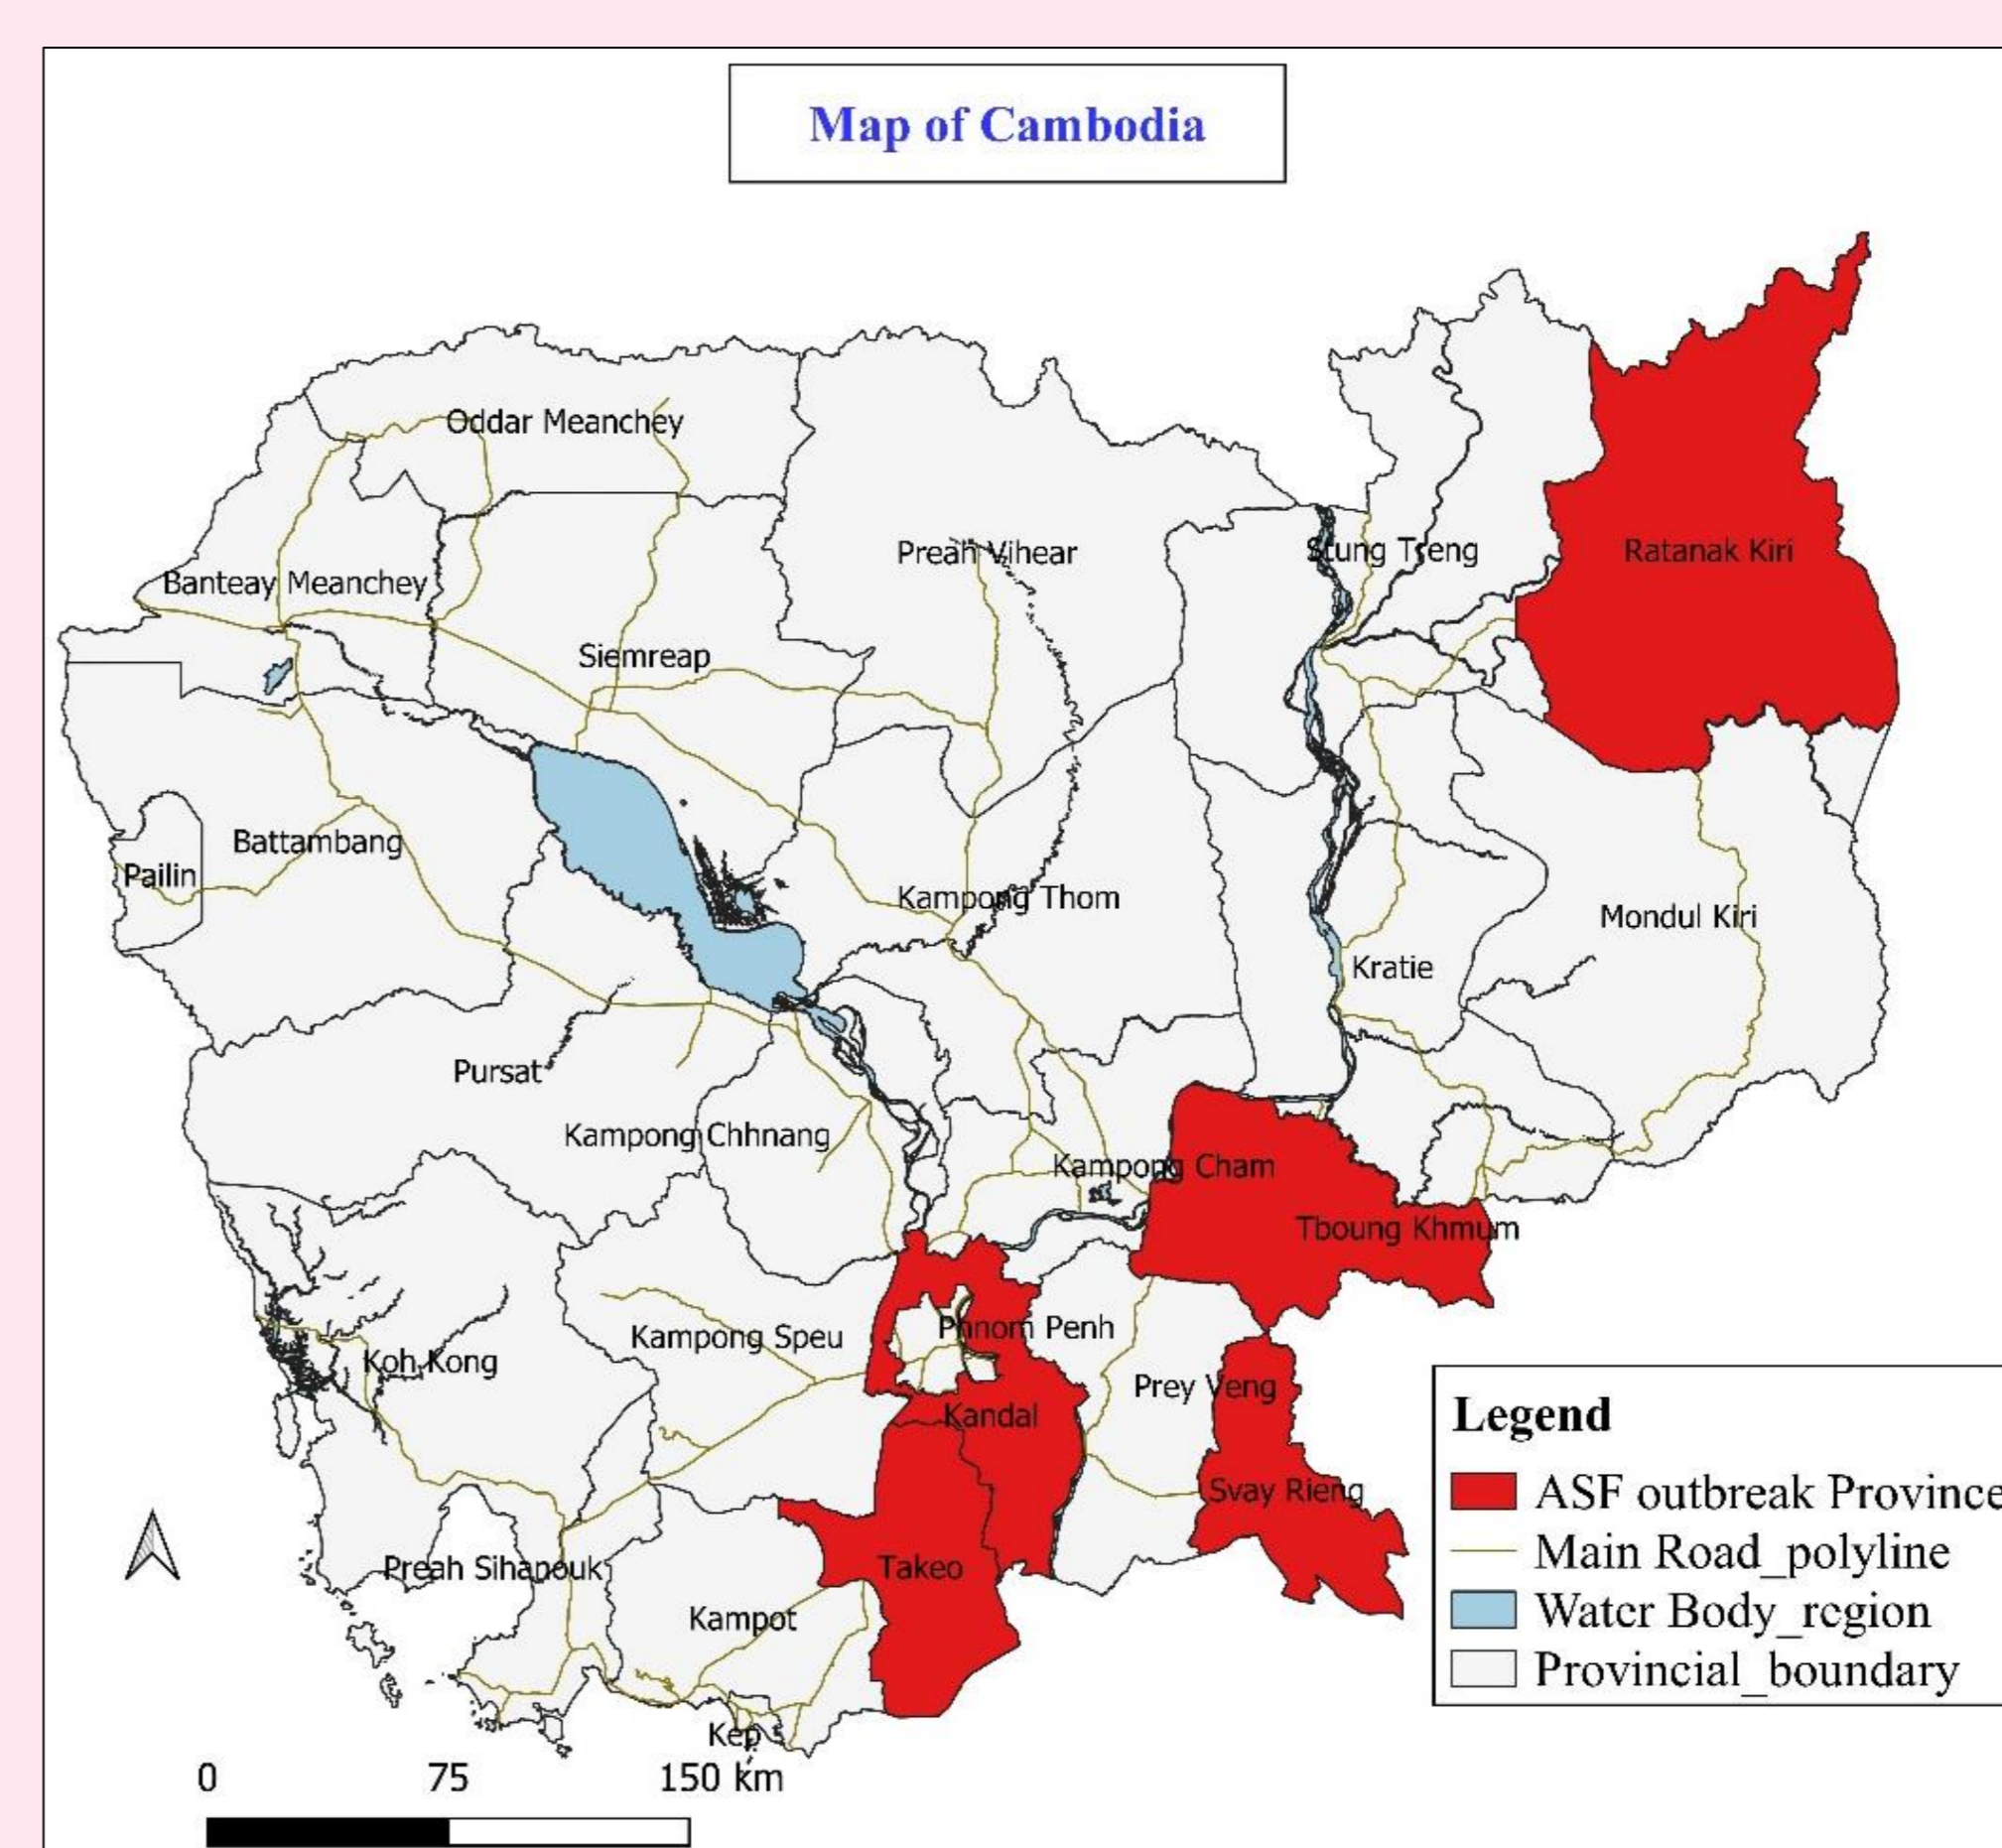 Map of Cambodia
Oddar Meanchey
Preah Vihear
Stung Treng
Ratanak Kiri
Banteay Meanchey
Siemreap
Battambang
Pailin
Kampong Thom
Mondul Kiri
Kratie
Pursat
Kampong Chhnang
Kampong Cham
Tboung Khmum
Kampong Speu
Phnom Penh
Koh Kong
Prey Veng
Kandal
Svay Rieng
Preah Sihanouk
Takeo
Kampot
Kep
0 75 150 km
Legend
ASF outbreak Province
Main Road_polyline
Water Body_region
Provincial_boundary